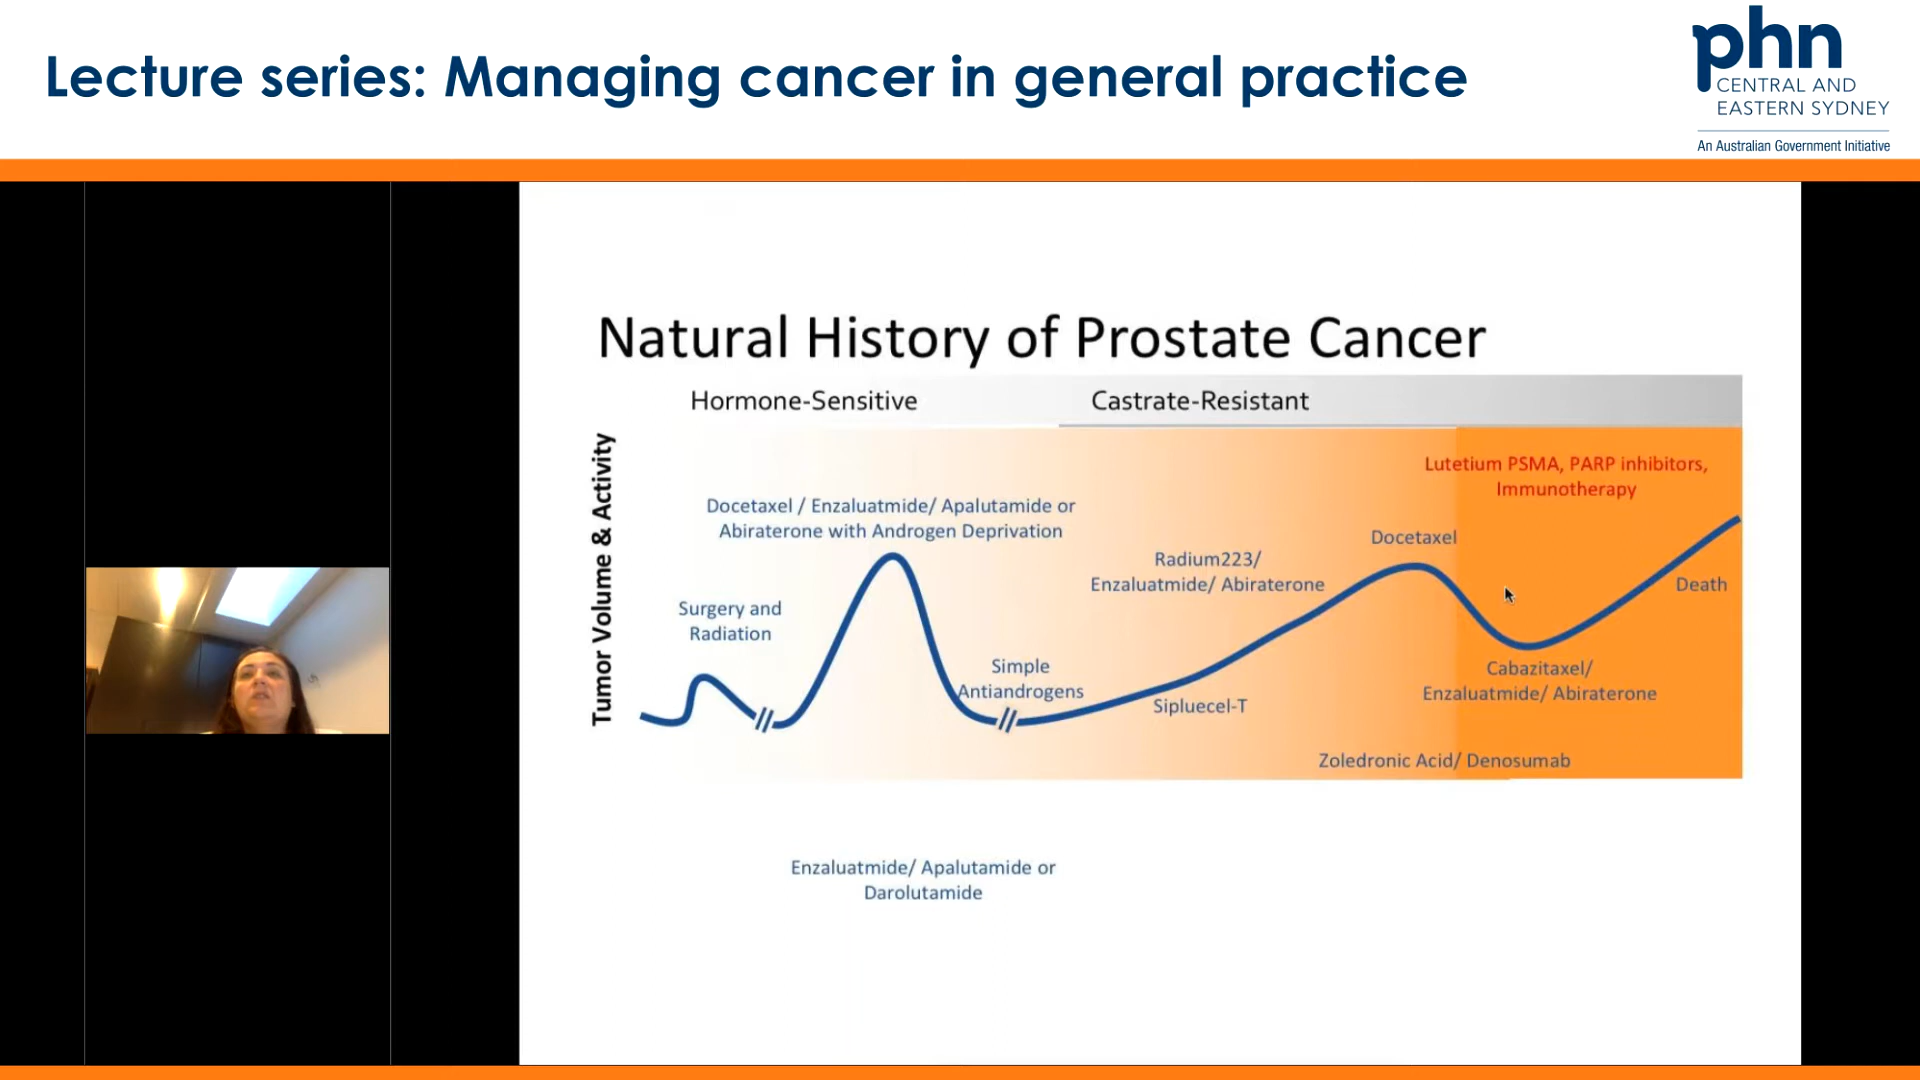 Lecture series: Managing cancer in general practice
phn
CENTRAL AND
EASTERN SYDNEY
An Australian Government Initiative
Natural History of Prostate Cancer
Hormone-Sensitive
Castrate-Resistant
Tumor Volume & Activity
Lutetium PSMA, PARP inhibitors,
Immunotherapy
Docetaxel / Enzaluatmide/ Apalutamide or
Abiraterone with Androgen Deprivation
Docetaxel
Radium223/
Enzaluatmide/ Abiraterone
Death
Surgery and
Radiation
Simple
Antiandrogens
Sipluecel-T
Cabazitaxel/
Enzaluatmide/ Abiraterone
Zoledronic Acid/ Denosumab
Enzaluatmide/ Apalutamide or
Darolutamide